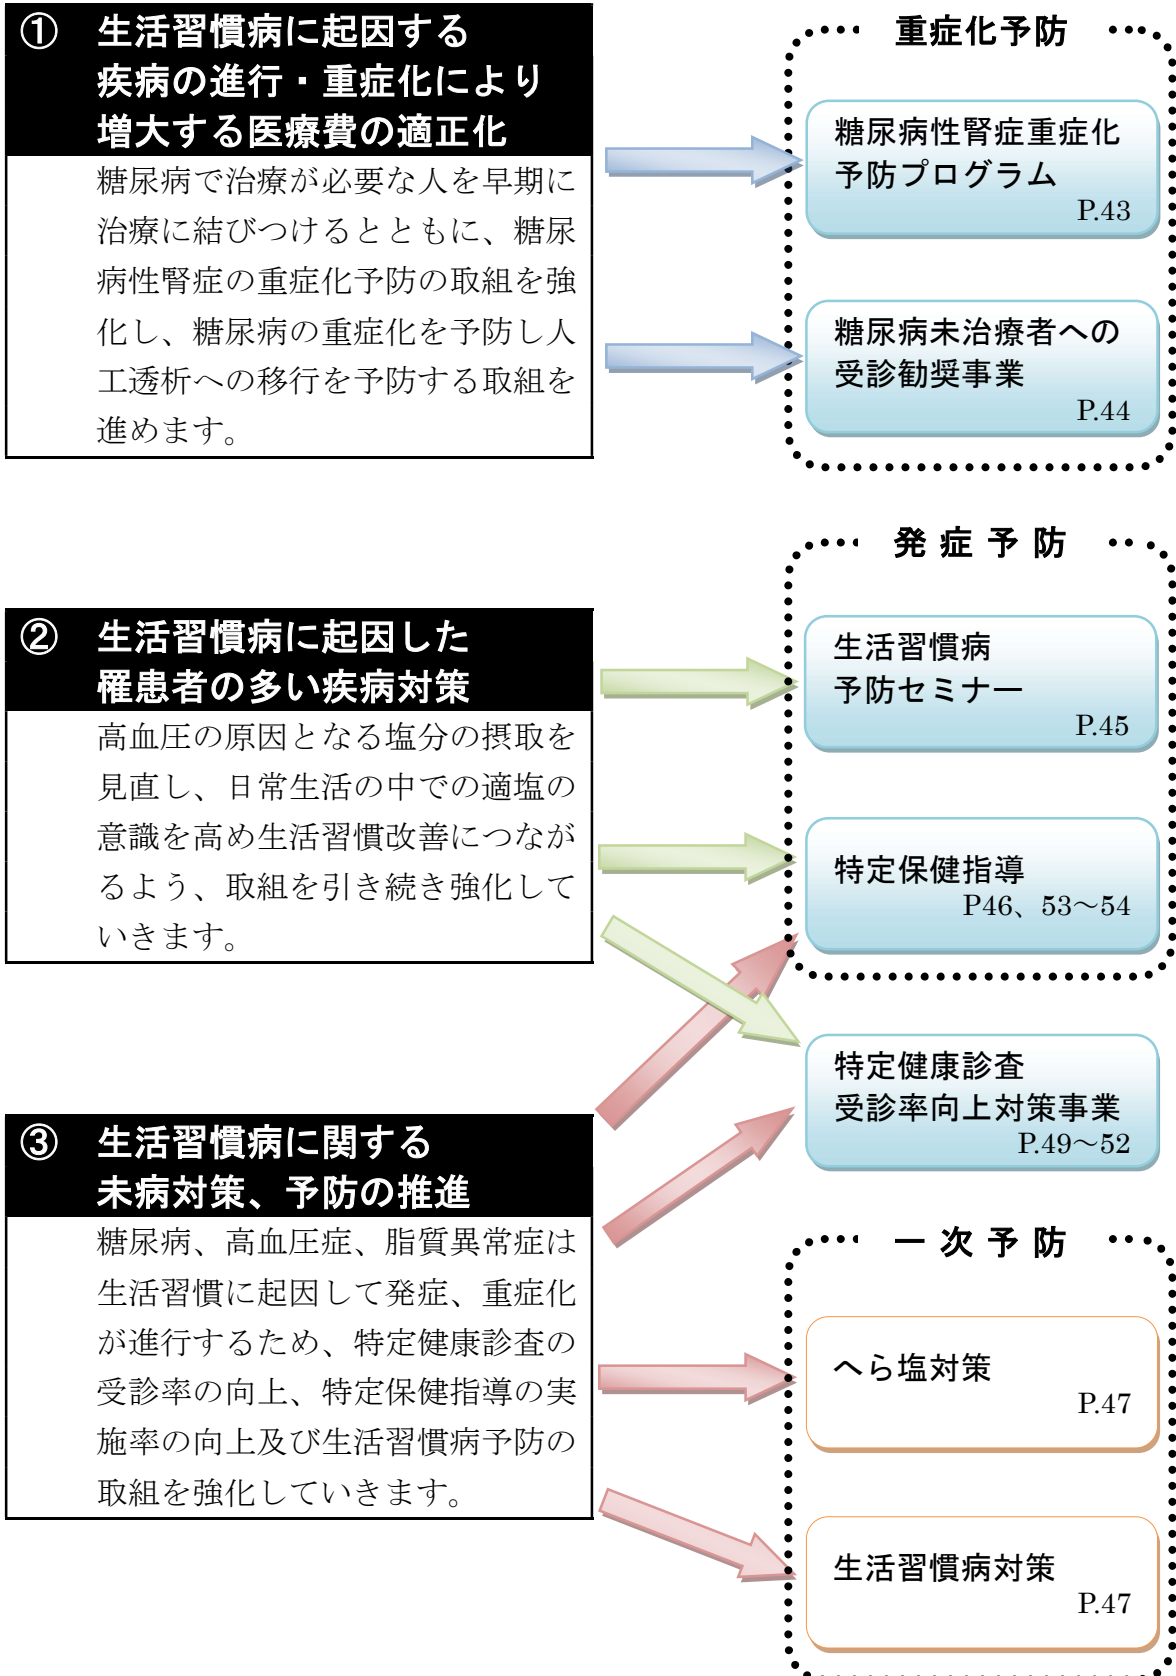 ① 生活習慣病に起因する
疾病の進行・重症化により
増大する医療費の適正化
糖尿病で治療が必要な人を早期に
治療に結びつけるとともに、糖尿
病性腎症の重症化予防の取組を強
化し、糖尿病の重症化を予防し人
工透析への移行を予防する取組を
進めます。
重症化予防
糖尿病性腎症重症化
予防プログラム
P.43
糖尿病未治療者への
受診勧奨事業
P.44
② 生活習慣病に起因した
罹患者の多い疾病対策
高血圧の原因となる塩分の摂取を
見直し、日常生活の中での適塩の
意識を高め生活習慣改善につなが
るよう、取組を引き続き強化して
いきます。
発症予防
生活習慣病
予防セミナー
P.45
特定保健指導
P46、53～54
特定健康診査
受診率向上対策事業
P.49～52
③ 生活習慣病に関する
未病対策、予防の推進
糖尿病、高血圧症、脂質異常症は
生活習慣に起因して発症、重症化
が進行するため、特定健康診査の
受診率の向上、特定保健指導の実
施率の向上及び生活習慣病予防の
取組を強化していきます。
一次予防
へら塩対策
P.47
生活習慣病対策
P.47